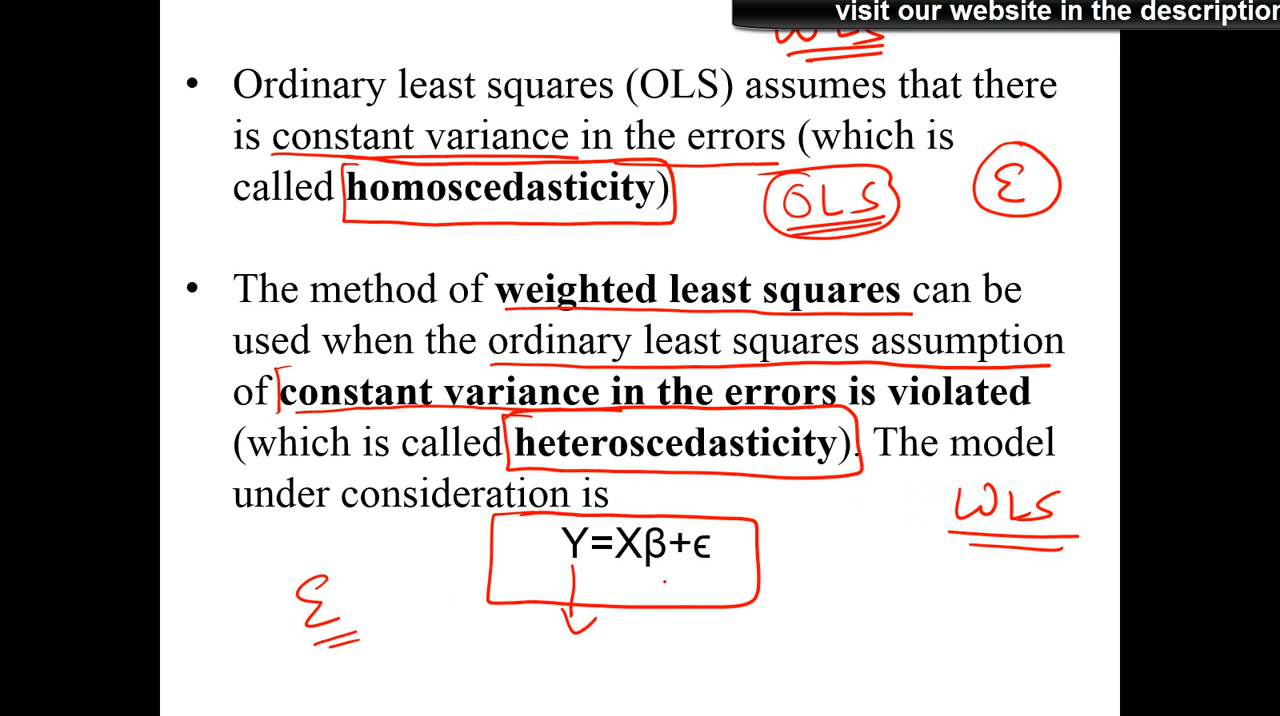 visit our website in the description
WLS
• Ordinary least squares (OLS) assumes that there
is constant variance in the errors (which is
called homoscedasticity)
OLS
ε
• The method of weighted least squares can be
used when the ordinary least squares assumption
of constant variance in the errors is violated
(which is called heteroscedasticity). The model
under consideration is
WLS
Y=Xβ+ϵ
ε